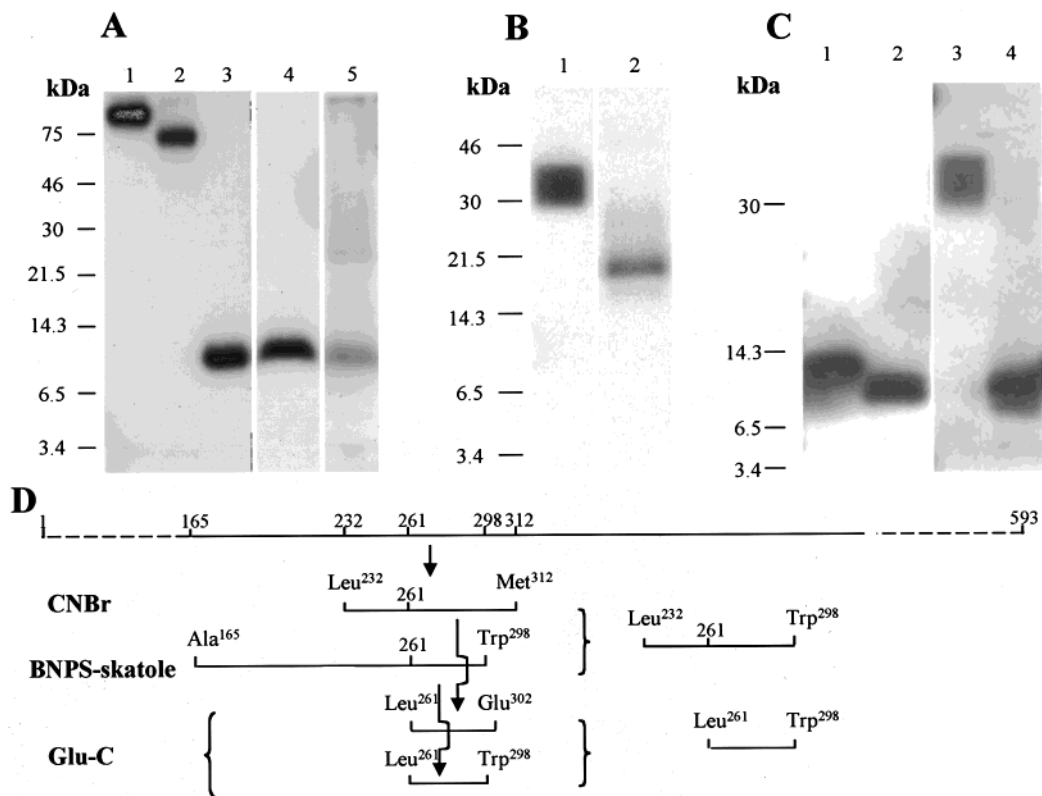 A
kDa
1 2 3 4 5
75
46
30
21.5
14.3
6.5
3.4
B
kDa
1 2
46
30
21.5
14.3
6.5
3.4
C
kDa
1 2 3 4
30
14.3
6.5
3.4
D
1 165 232 261 298 312 593
CNBr
Leu232 261 Met312
BNPS-skatole
Ala165 261 Trp298
Leu232 261 Trp298
Glu-C
Leu261 Glu302
Leu261 Trp298
Leu261 Trp298